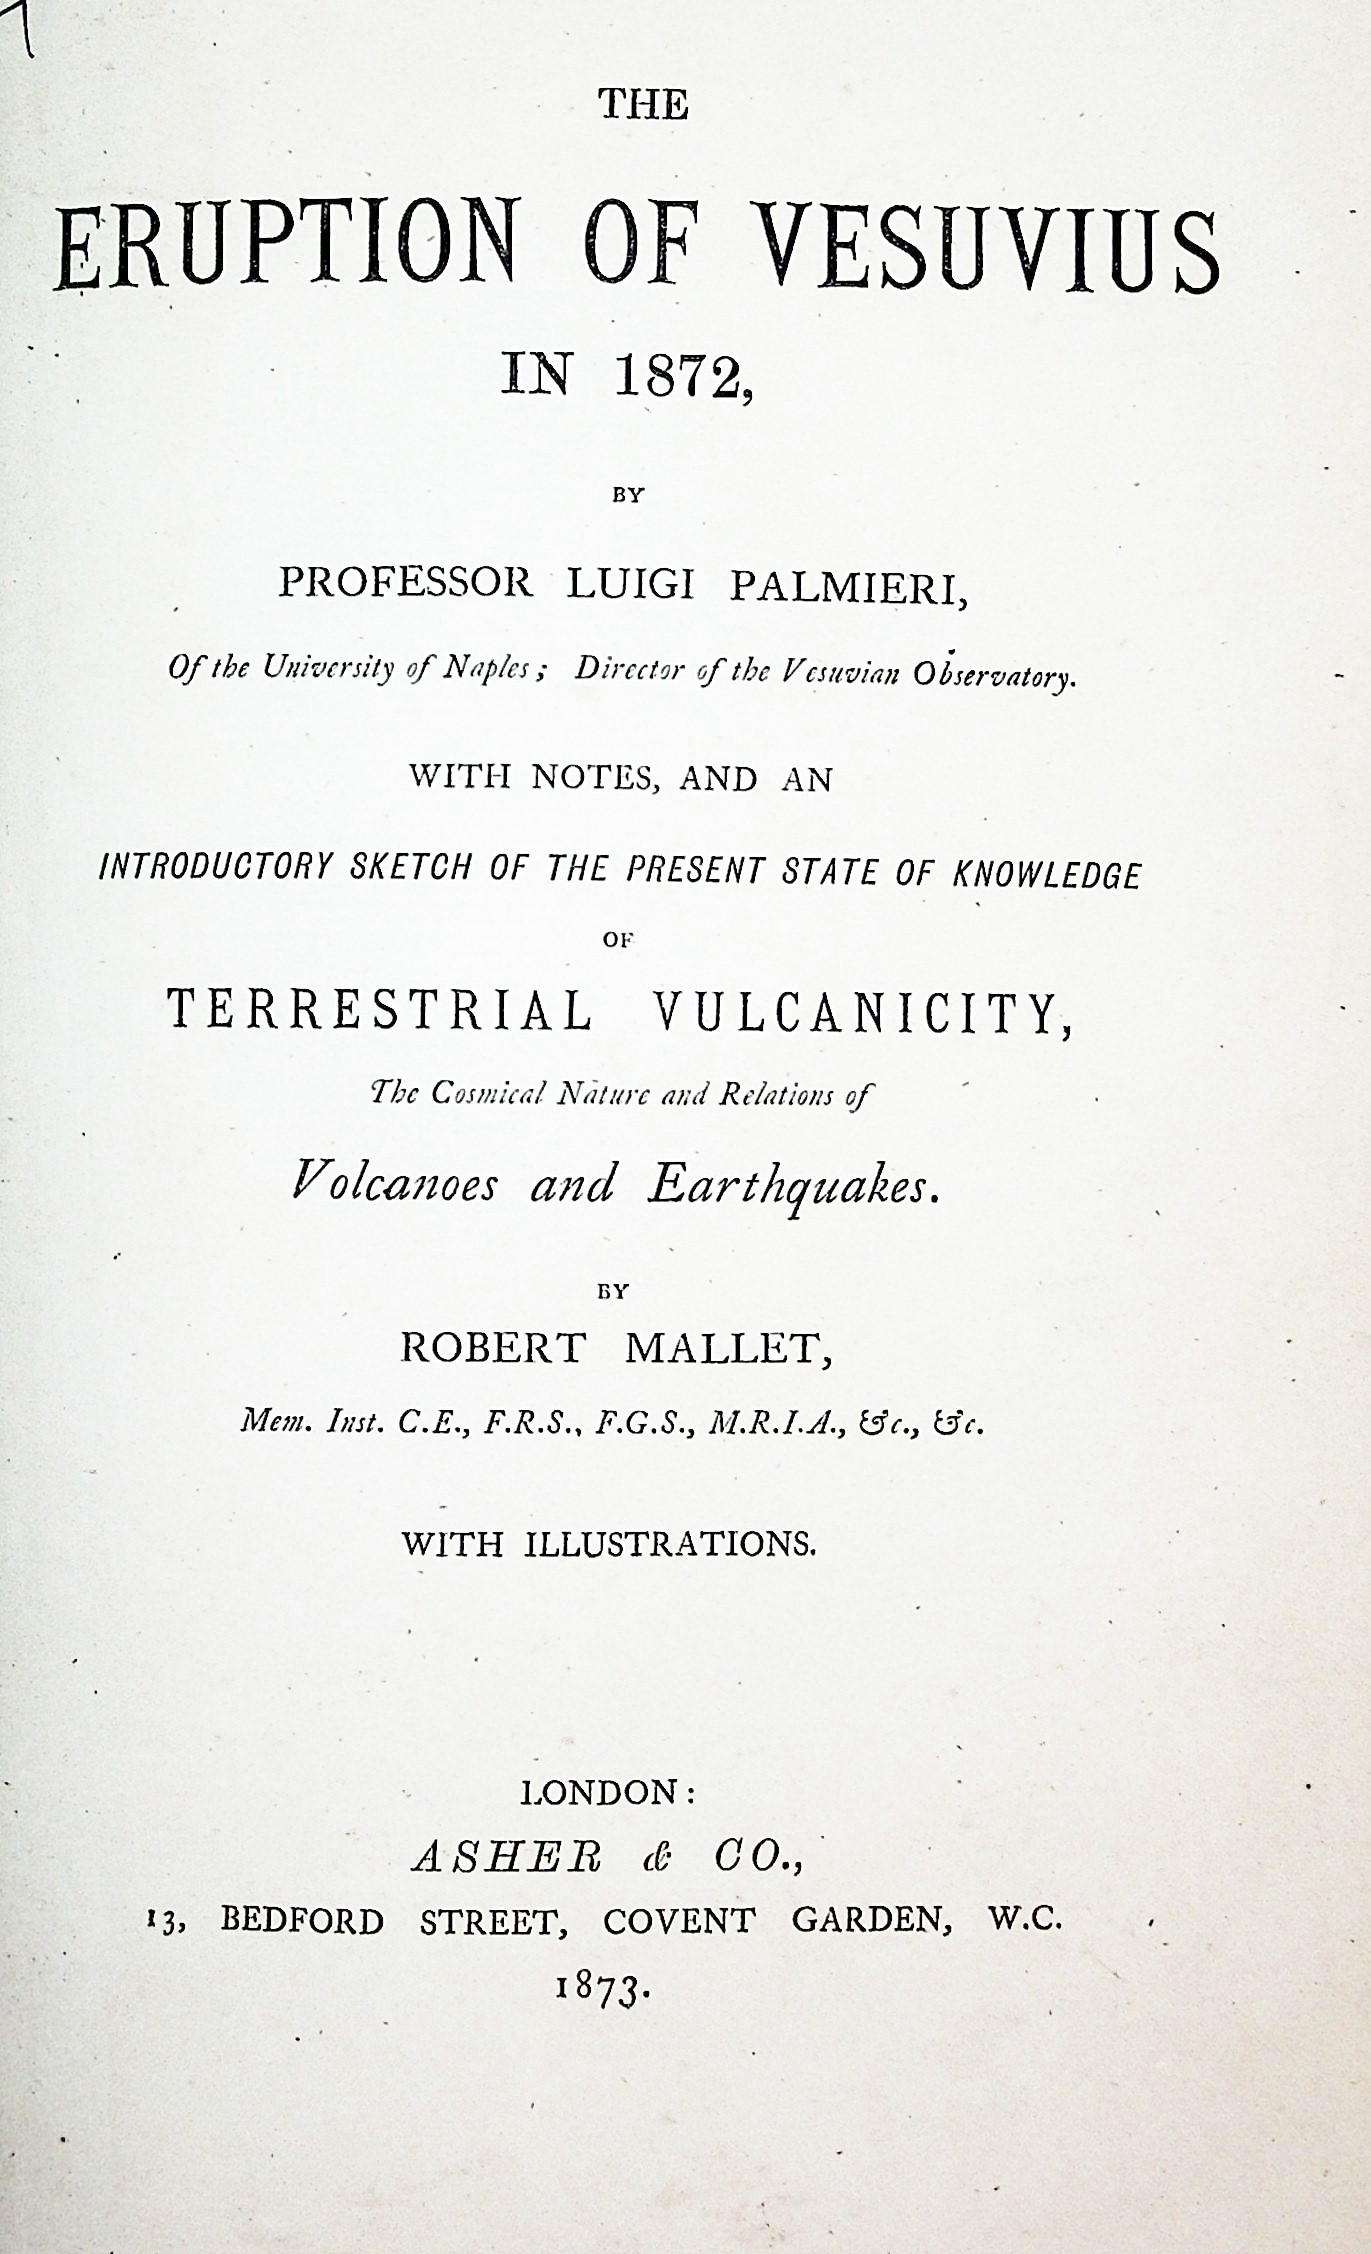 THE
ERUPTION OF VESUVIUS
IN 1872,
BY
PROFESSOR LUIGI PALMIERI,
Of the University of Naples; Director of the Vesuvian Observatory.
WITH NOTES, AND AN
INTRODUCTORY SKETCH OF THE PRESENT STATE OF KNOWLEDGE
OF
TERRESTRIAL VULCANICITY,
The Cosmical Nature and Relations of
Volcanoes and Earthquakes.
BY
ROBERT MALLET,
Mem. Inst. C.E., F.R.S., F.G.S., M.R.I.A., &c., &c.
WITH ILLUSTRATIONS.
LONDON:
ASHER & CO.,
13, BEDFORD STREET, COVENT GARDEN, W.C.
1873.